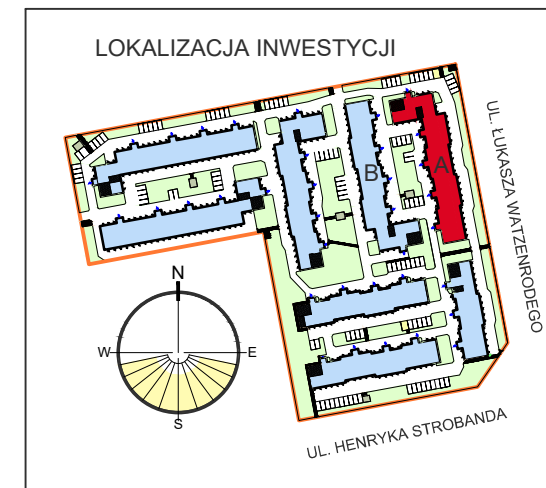 LOKALIZACJA INWESTYCJI
UL. ŁUKASZA WATZENRODEGO
A
B
N
W
E
S
UL. HENRYKA STROBANDA